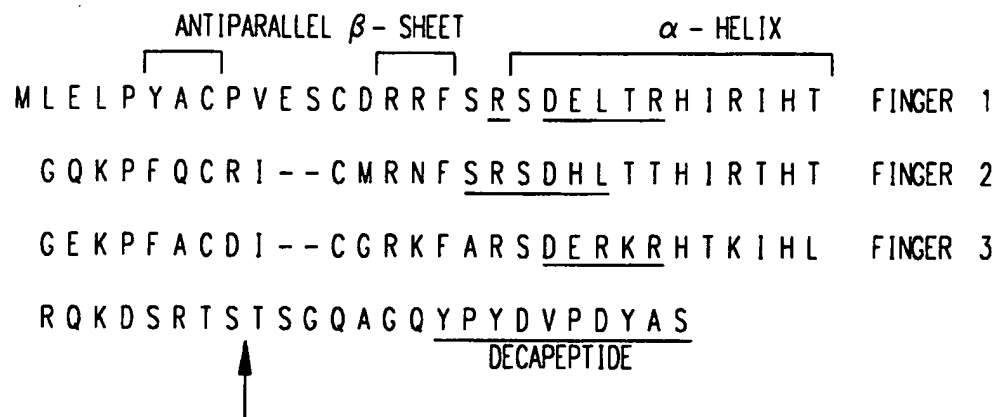 ANTIPARALLEL β - SHEET α - HELIX
M L E L P Y A C P V E S C D R R F S R S D E L T R H I R I H T FINGER 1
G Q K P F Q C R I - - C M R N F S R S D H L T T H I R T H T FINGER 2
G E K P F A C D I - - C G R K F A R S D E R K R H T K I H L FINGER 3
R Q K D S R T S T S G Q A G Q Y P Y D V P D Y A S
DECAPEPTIDE